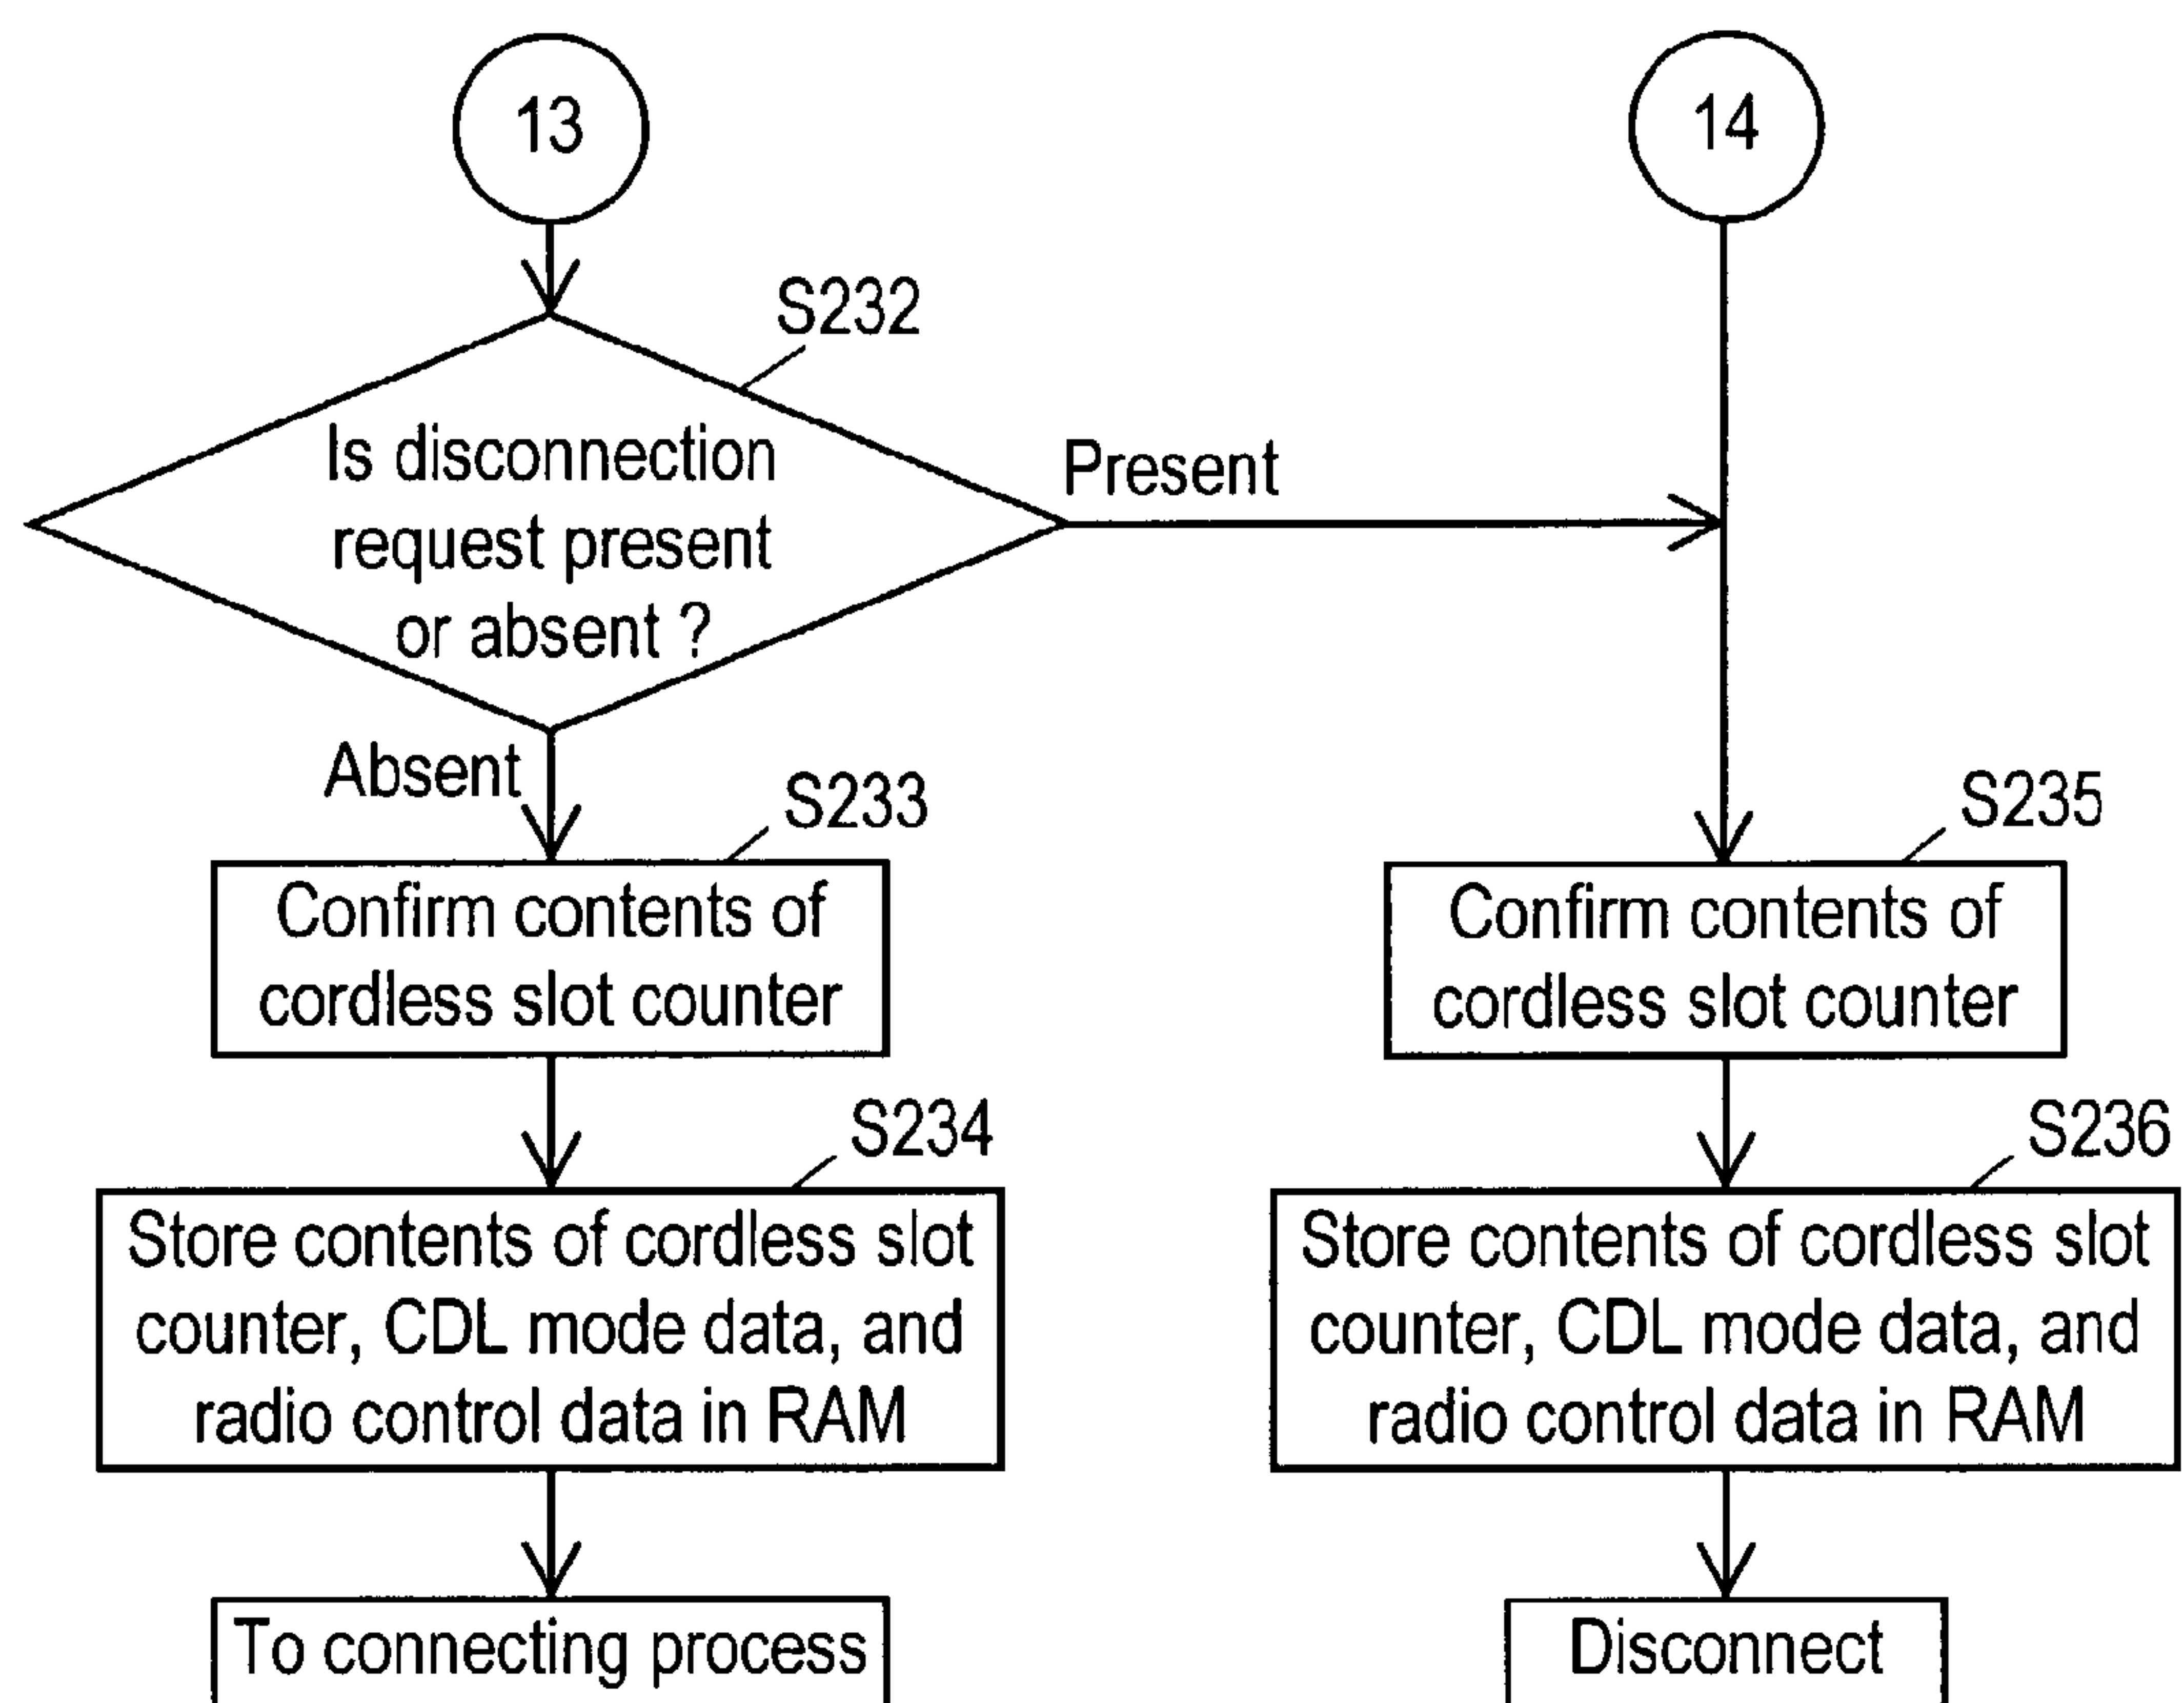 13
14
S232
Is disconnection
request present
or absent ?
Present
Absent
S233
Confirm contents of
cordless slot counter
S235
Confirm contents of
cordless slot counter
S234
Store contents of cordless slot
counter, CDL mode data, and
radio control data in RAM
S236
Store contents of cordless slot
counter, CDL mode data, and
radio control data in RAM
To connecting process
Disconnect